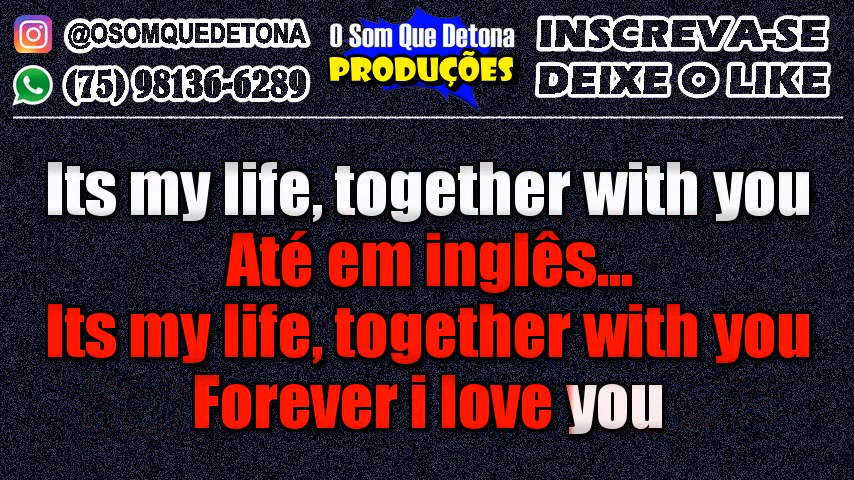 @OSOMQUEDETONA
(75) 98136-6289
O Som Que Detona
PRODUÇÕES
INSCREVA-SE
DEIXE O LIKE
Its my life, together with you
Até em inglês...
Its my life, together with you
Forever i love you